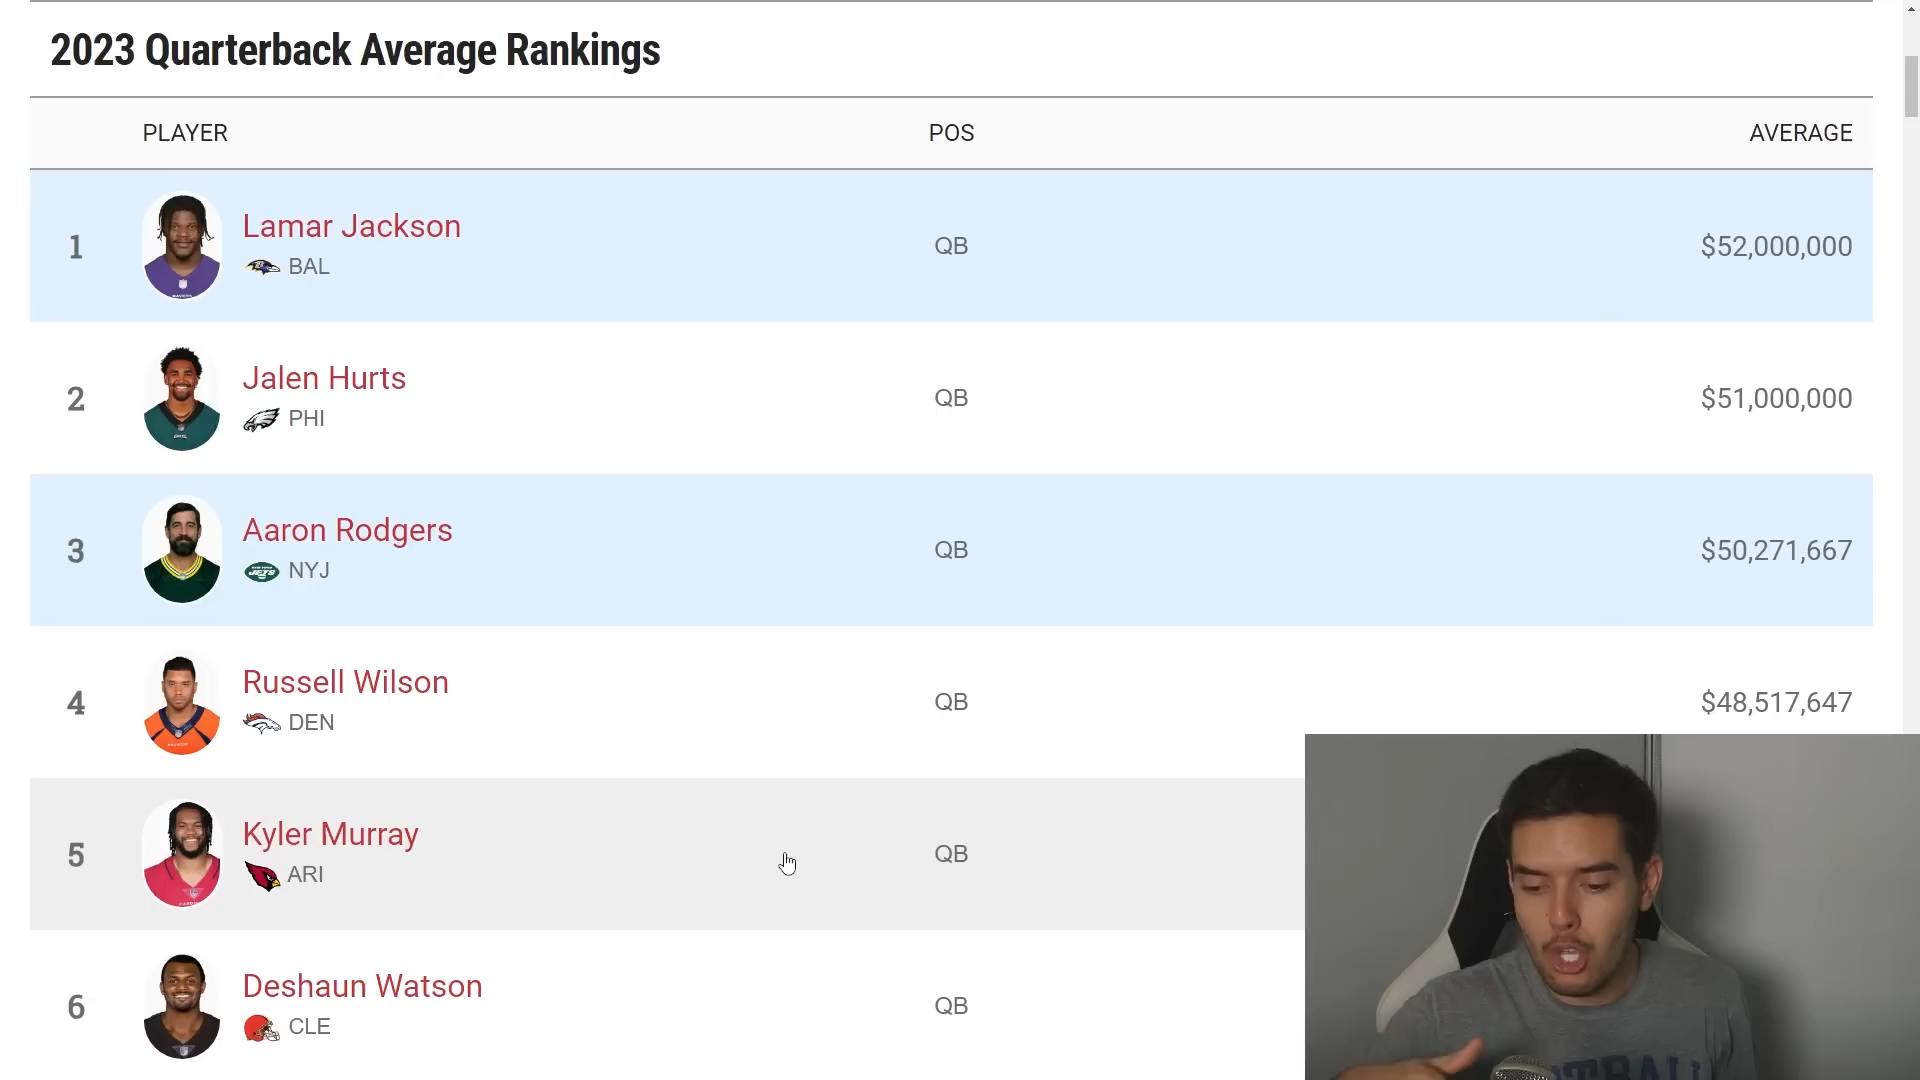 2023 Quarterback Average Rankings
PLAYER POS AVERAGE
1 Lamar Jackson QB $52,000,000
BAL
2 Jalen Hurts QB $51,000,000
PHI
3 Aaron Rodgers QB $50,271,667
JETS NYJ
4 Russell Wilson QB $48,517,647
DEN
5 Kyler Murray QB
ARI
6 Deshaun Watson QB
CLE